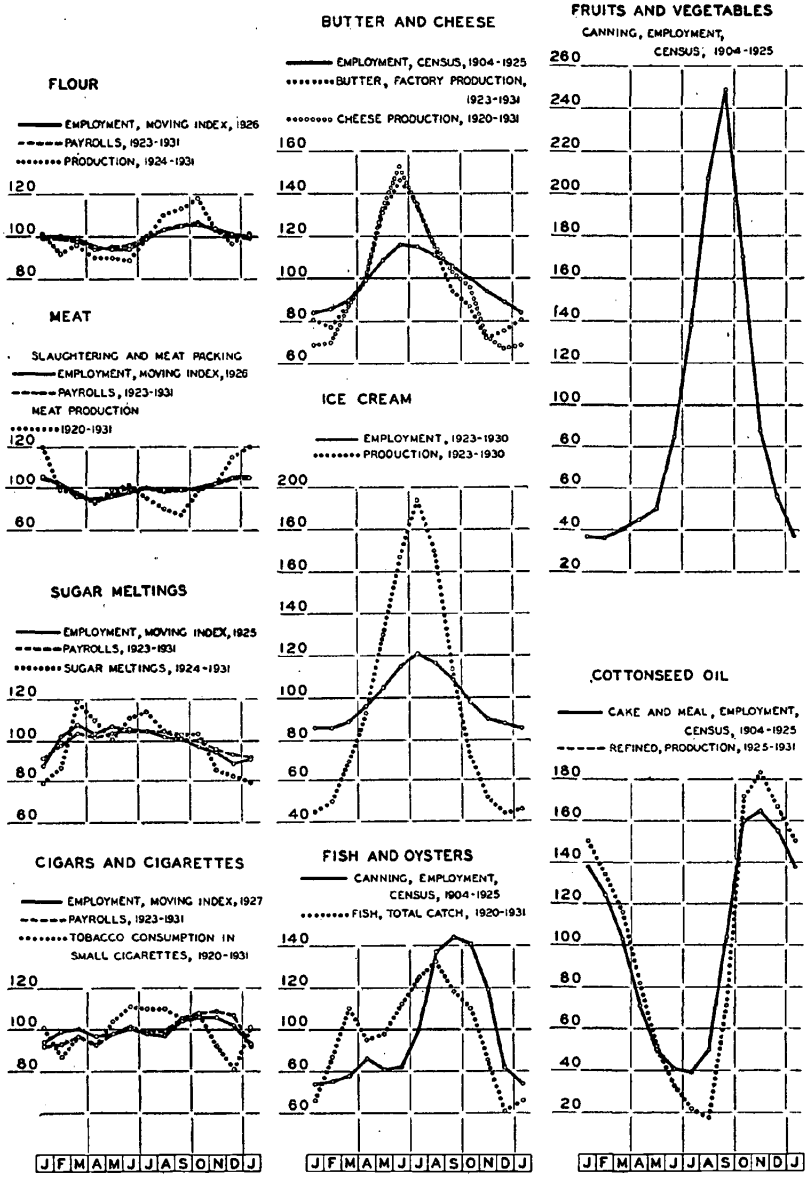 FLOUR
EMPLOYMENT, MOVING INDEX, 1926
PAYROLLS, 1923-1931
PRODUCTION, 1924-1931
120
100
80
MEAT
SLAUGHTERING AND MEAT PACKING
EMPLOYMENT, MOVING INDEX, 1926
PAYROLLS, 1923-1931
MEAT PRODUCTION
1920-1931
120
100
60
SUGAR MELTINGS
EMPLOYMENT, MOVING INDEX, 1925
PAYROLLS, 1923-1931
SUGAR MELTINGS, 1924-1931
120
100
80
60
CIGARS AND CIGARETTES
EMPLOYMENT, MOVING INDEX, 1927
PAYROLLS, 1923-1931
TOBACCO CONSUMPTION IN
SMALL CIGARETTES, 1920-1931
120
100
80
J F M A M J J A S O N D J
BUTTER AND CHEESE
EMPLOYMENT, CENSUS, 1904-1925
BUTTER, FACTORY PRODUCTION,
1923-1931
CHEESE PRODUCTION, 1920-1931
160
140
120
100
80
60
ICE CREAM
EMPLOYMENT, 1923-1930
PRODUCTION, 1923-1930
200
180
160
140
120
100
80
60
40
FISH AND OYSTERS
CANNING, EMPLOYMENT,
CENSUS, 1904-1925
FISH, TOTAL CATCH, 1920-1931
140
120
100
80
60
J F M A M J J A S O N D J
FRUITS AND VEGETABLES
CANNING, EMPLOYMENT,
CENSUS, 1904-1925
260
240
220
200
180
160
140
120
100
80
60
40
20
COTTONSEED OIL
CAKE AND MEAL, EMPLOYMENT,
CENSUS, 1904-1925
REFINED, PRODUCTION, 1925-1931
180
160
140
120
100
80
60
40
20
J F M A M J J A S O N D J